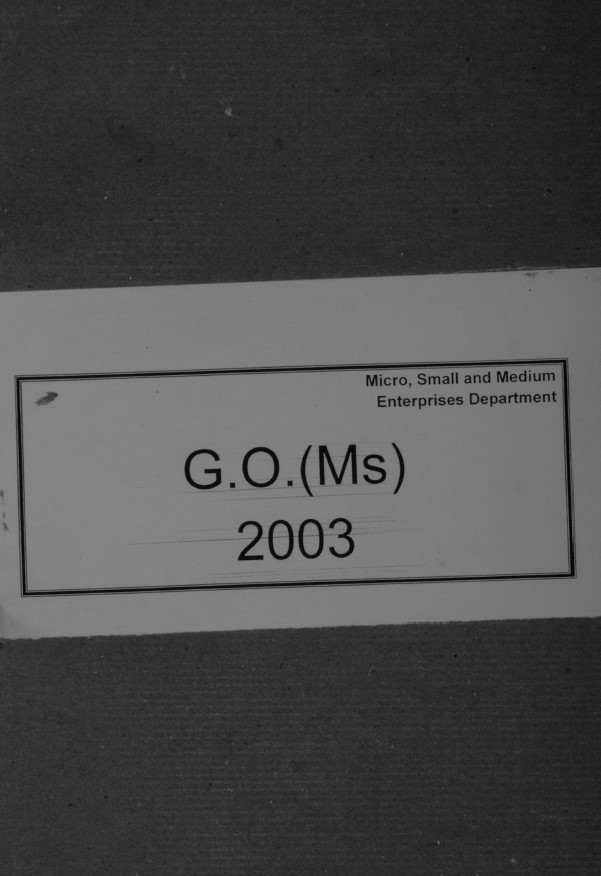 Micro, Small and Medium
Enterprises Department
G.O.(Ms)
2003